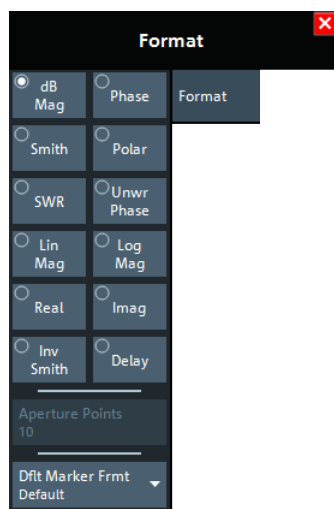 Format
dB
Mag
Phase
Format
Smith
Polar
SWR
Unwr
Phase
Lin
Mag
Log
Mag
Real
Imag
Inv
Smith
Delay
Aperture Points
10
Dflt Marker Frmt
Default